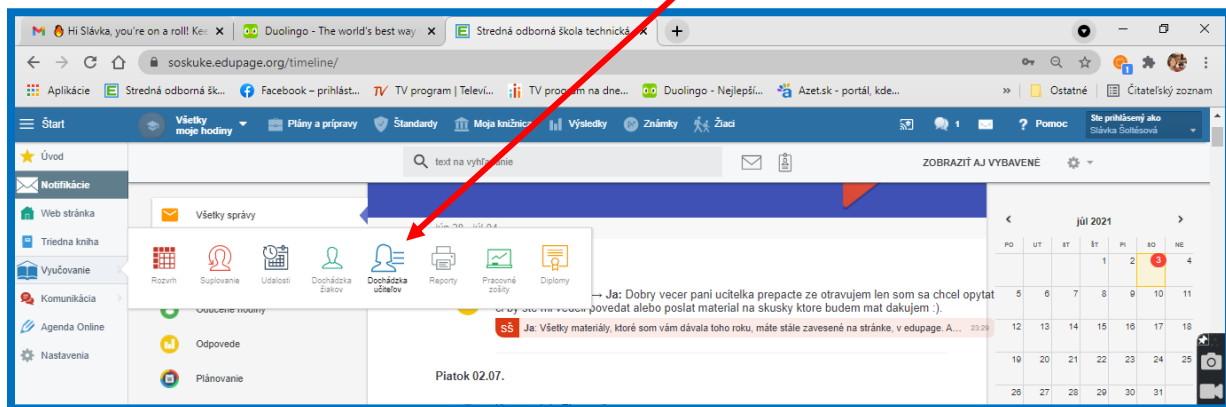 Hi Slávka, you're on a roll! Kee
Duolingo - The world's best way
Stredná odborná škola technická
soskuke.edupage.org/timeline/
Aplikácie
Stredná odborná šk...
Facebook – prihlást...
TV program | Televí...
TV program na dne...
Duolingo - Nejlepší...
Azet.sk - portál, kde...
»
Ostatné
Čitateľský zoznam
Štart
Všetky moje hodiny
Plány a prípravy
Štandardy
Moja knižnica
Výsledky
Známky
Žiaci
1
? Pomoc
Ste prihlásený ako
Slávka Šoltésová
Úvod
text na vyhľadanie
ZOBRAZIŤ AJ VYBAVENÉ
Notifikácie
Web stránka
Triedna kniha
Vyučovanie
Komunikácia
Agenda Online
Nastavenia
Všetky správy
Rozvrh
Suplovanie
Udalosti
Dochádzka žiakov
Dochádzka učiteľov
Reporty
Pracovné zošity
Diplomy
Odpovede
Plánovanie
→ Ja: Dobry vecer pani ucitelka prepacte ze otravujem len som sa chcel opytat
ci by ste mi vedeli povedat alebo poslat material na skusky ktore budem mat dakujem :).
SŠ Ja: Všetky materiály, ktoré som vám dávala toho roku, máte stále zavesené na stránke, v edupage. A... 23:29
Piatok 02.07.
júl 2021
PO UT ST ŠT PI SO NE
1 2 3 4
5 6 7 8 9 10 11
12 13 14 15 16 17 18
19 20 21 22 23 24 25
26 27 28 29 30 31